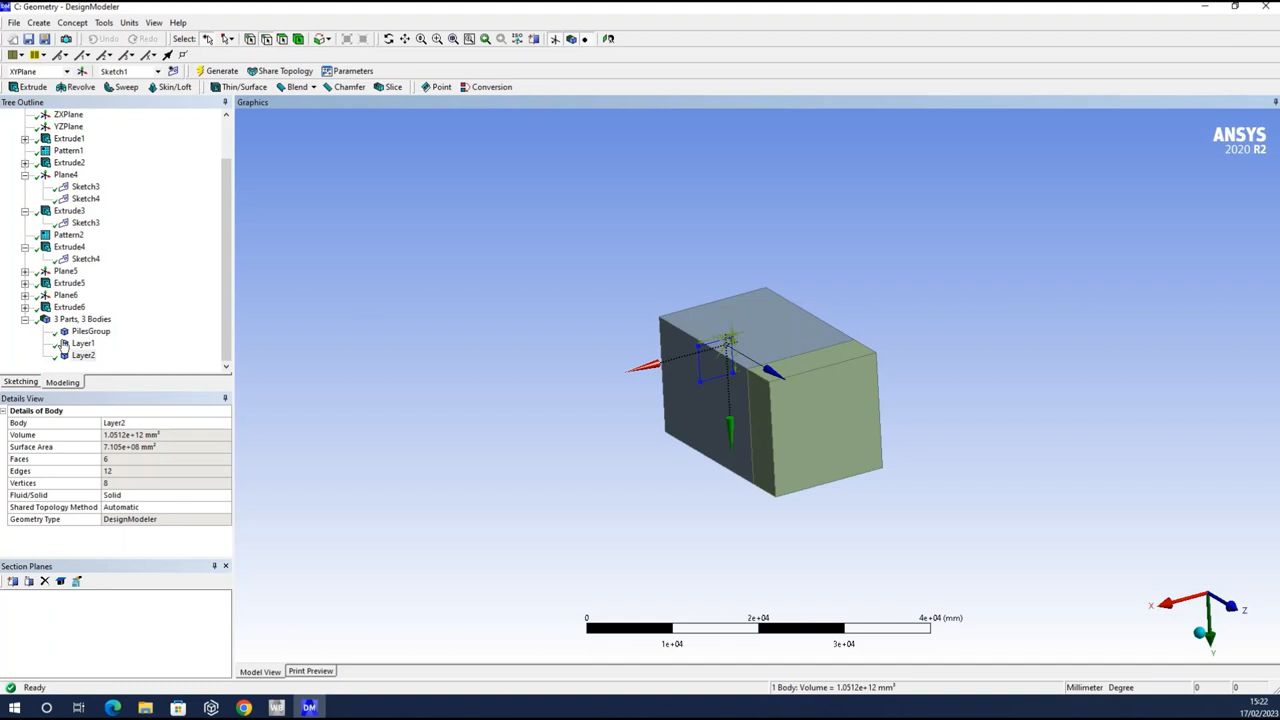 C: Geometry - DesignModeler
File Create Concept Tools Units View Help
Undo Redo Select:
XYPlane Sketch1 Generate Share Topology Parameters
Extrude Revolve Sweep Skin/Loft Thin/Surface Blend Chamfer Slice Point Conversion
Tree Outline
Graphics
ZXPlane
YZPlane
Extrude1
Pattern1
Extrude2
Plane4
Sketch3
Sketch4
Extrude3
Sketch3
Pattern2
Extrude4
Sketch4
Plane5
Extrude5
Plane6
Extrude6
3 Parts, 3 Bodies
PilesGroup
Layer1
Layer2
Sketching Modeling
Details View
Details of Body
Body Layer2
Volume 1.0512e+12 mm³
Surface Area 7.105e+08 mm²
Faces 6
Edges 12
Vertices 8
Fluid/Solid Solid
Shared Topology Method Automatic
Geometry Type DesignModeler
Section Planes
ANSYS
2020 R2
0 2e+04 4e+04 (mm)
1e+04 3e+04
X Z
Y
Model View Print Preview
Ready 1 Body: Volume = 1.0512e+12 mm³ Millimeter Degree 0 0
WB DM
15:22
17/02/2023